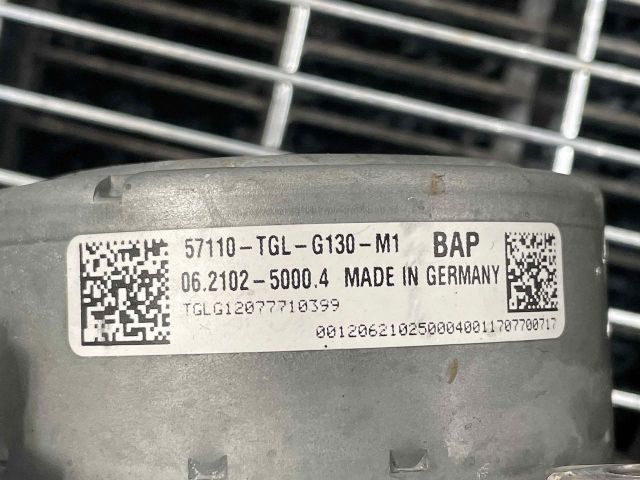 57110-TGL-G130-M1 BAP
06.2102-5000.4 MADE IN GERMANY
TGLG12077710399
0012062102500040011707700717